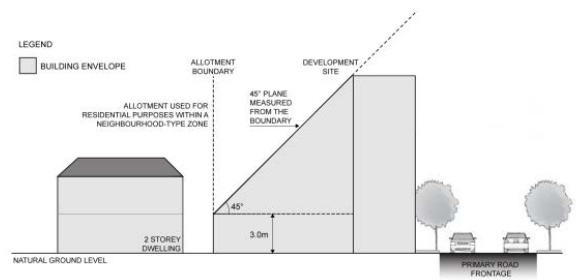 LEGEND
BUILDING ENVELOPE
ALLOTMENT
BOUNDARY
DEVELOPMENT
SITE
ALLOTMENT USED FOR
RESIDENTIAL PURPOSES WITHIN A
NEIGHBOURHOOD-TYPE ZONE
45° PLANE
MEASURED
FROM THE
BOUNDARY
45°
3.0m
2 STOREY
DWELLING
NATURAL GROUND LEVEL
PRIMARY ROAD
FRONTAGE